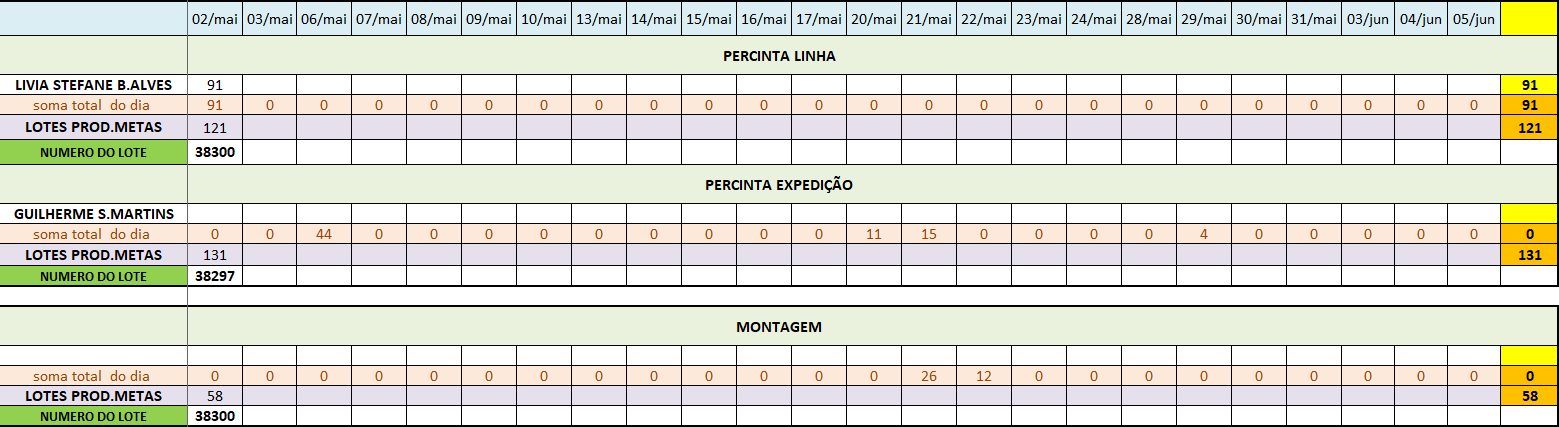 02/mai 03/mai 06/mai 07/mai 08/mai 09/mai 10/mai 13/mai 14/mai 15/mai 16/mai 17/mai 20/mai 21/mai 22/mai 23/mai 24/mai 28/mai 29/mai 30/mai 31/mai 03/jun 04/jun 05/jun
PERCINTA LINHA
LIVIA STEFANE B.ALVES 91 91
soma total do dia 91 0 0 0 0 0 0 0 0 0 0 0 0 0 0 0 0 0 0 0 0 0 0 0 91
LOTES PROD.METAS 121 121
NUMERO DO LOTE 38300
PERCINTA EXPEDIÇÃO
GUILHERME S.MARTINS
soma total do dia 0 0 44 0 0 0 0 0 0 0 0 0 11 15 0 0 0 0 4 0 0 0 0 0 0
LOTES PROD.METAS 131 131
NUMERO DO LOTE 38297
MONTAGEM
soma total do dia 0 0 0 0 0 0 0 0 0 0 0 0 0 26 12 0 0 0 0 0 0 0 0 0 0
LOTES PROD.METAS 58 58
NUMERO DO LOTE 38300